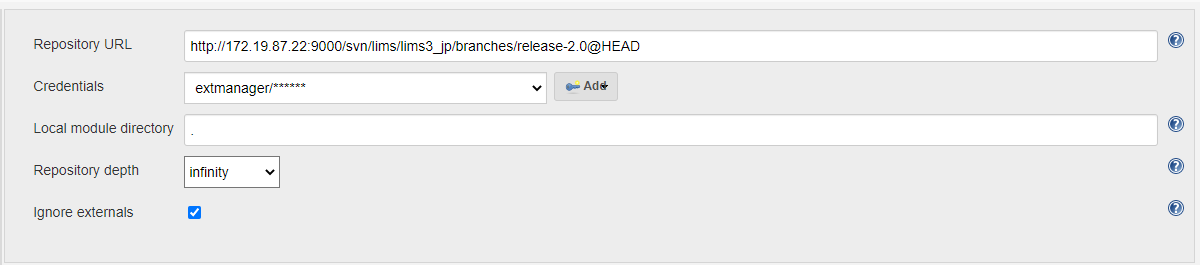 Repository URL
http://172.19.87.22:9000/svn/lims/lims3_jp/branches/release-2.0@HEAD
Credentials
extmanager/******
Add
Local module directory
.
Repository depth
infinity
Ignore externals